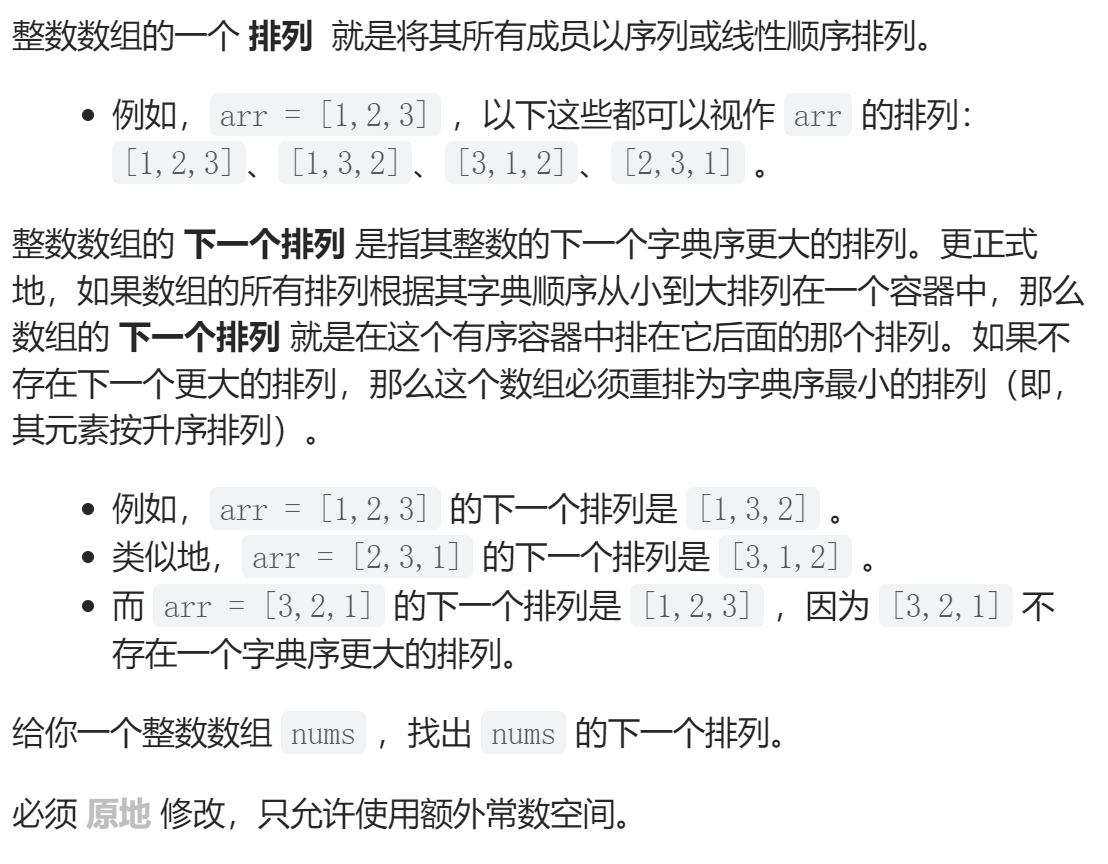 整数数组的一个 排列 就是将其所有成员以序列或线性顺序排列。
例如，arr = [1,2,3] ，以下这些都可以视作 arr 的排列：
[1,2,3]、[1,3,2]、[3,1,2]、[2,3,1] 。
整数数组的 下一个排列 是指其整数的下一个字典序更大的排列。更正式
地，如果数组的所有排列根据其字典顺序从小到大排列在一个容器中，那么
数组的 下一个排列 就是在这个有序容器中排在它后面的那个排列。如果不
存在下一个更大的排列，那么这个数组必须重排为字典序最小的排列（即，
其元素按升序排列）。
例如，arr = [1,2,3] 的下一个排列是 [1,3,2] 。
类似地，arr = [2,3,1] 的下一个排列是 [3,1,2] 。
而 arr = [3,2,1] 的下一个排列是 [1,2,3] ，因为 [3,2,1] 不
存在一个字典序更大的排列。
给你一个整数数组 nums ，找出 nums 的下一个排列。
必须 原地 修改，只允许使用额外常数空间。